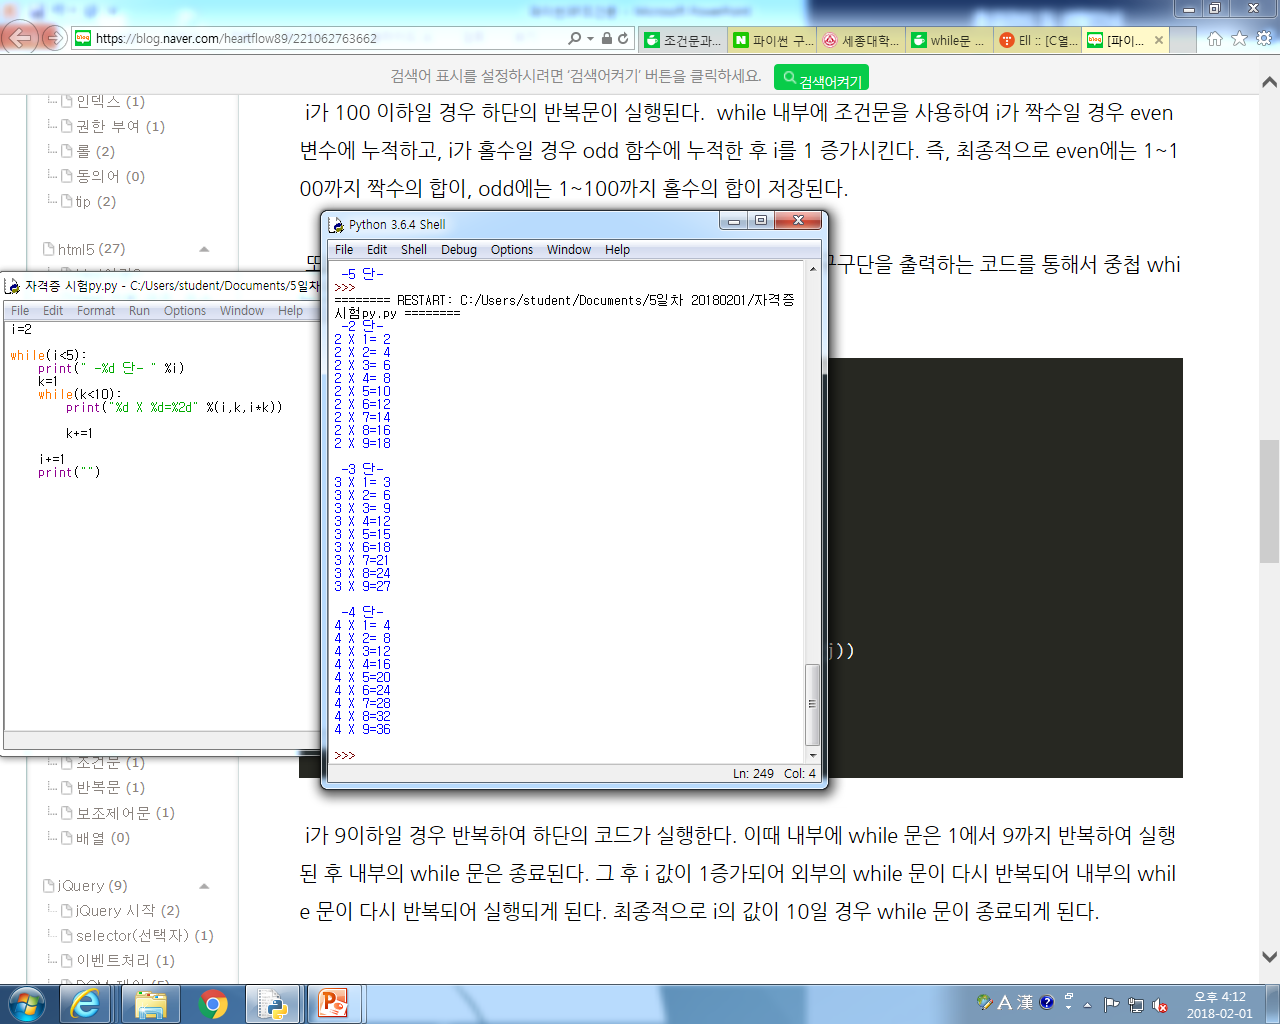 https://blog.naver.com/heartflow89/221062763662
조건문과...
파이썬 구...
세종대학...
while문 ...
Ell :: [C열...
[파이...
검색어 표시를 설정하시려면 '검색어켜기' 버튼을 클릭하세요.
검색어켜기
인덱스 (1)
권한 부여 (1)
롤 (2)
동의어 (0)
tip (2)
html5 (27)
i가 100 이하일 경우 하단의 반복문이 실행된다. while 내부에 조건문을 사용하여 i가 짝수일 경우 even
변수에 누적하고, i가 홀수일 경우 odd 함수에 누적한 후 i를 1 증가시킨다. 즉, 최종적으로 even에는 1~1
00까지 짝수의 합이, odd에는 1~100까지 홀수의 합이 저장된다.
구구단을 출력하는 코드를 통해서 중첩 whi
j))
자격증 시험py.py - C:/Users/student/Documents/5일차
File Edit Format Run Options Window Help
i=2
while(i<5):
print(" -%d 단- " %i)
k=1
while(k<10):
print("%d X %d=%2d" %(i,k,i*k))
k+=1
i+=1
print("")
Python 3.6.4 Shell
File Edit Shell Debug Options Window Help
-5 단-
>>>
======== RESTART: C:/Users/student/Documents/5일차 20180201/자격증
시험py.py ========
-2 단-
2 X 1= 2
2 X 2= 4
2 X 3= 6
2 X 4= 8
2 X 5=10
2 X 6=12
2 X 7=14
2 X 8=16
2 X 9=18
-3 단-
3 X 1= 3
3 X 2= 6
3 X 3= 9
3 X 4=12
3 X 5=15
3 X 6=18
3 X 7=21
3 X 8=24
3 X 9=27
-4 단-
4 X 1= 4
4 X 2= 8
4 X 3=12
4 X 4=16
4 X 5=20
4 X 6=24
4 X 7=28
4 X 8=32
4 X 9=36
>>>
Ln: 249 Col: 4
조건문 (1)
반복문 (1)
보조제어문 (1)
배열 (0)
jQuery (9)
jQuery 시작 (2)
selector(선택자) (1)
이벤트처리 (1)
i가 9이하일 경우 반복하여 하단의 코드가 실행한다. 이때 내부에 while 문은 1에서 9까지 반복하여 실행
된 후 내부의 while 문은 종료된다. 그 후 i 값이 1증가되어 외부의 while 문이 다시 반복되어 내부의 whil
e 문이 다시 반복되어 실행되게 된다. 최종적으로 i의 값이 10일 경우 while 문이 종료되게 된다.
A 漢
오후 4:12
2018-02-01